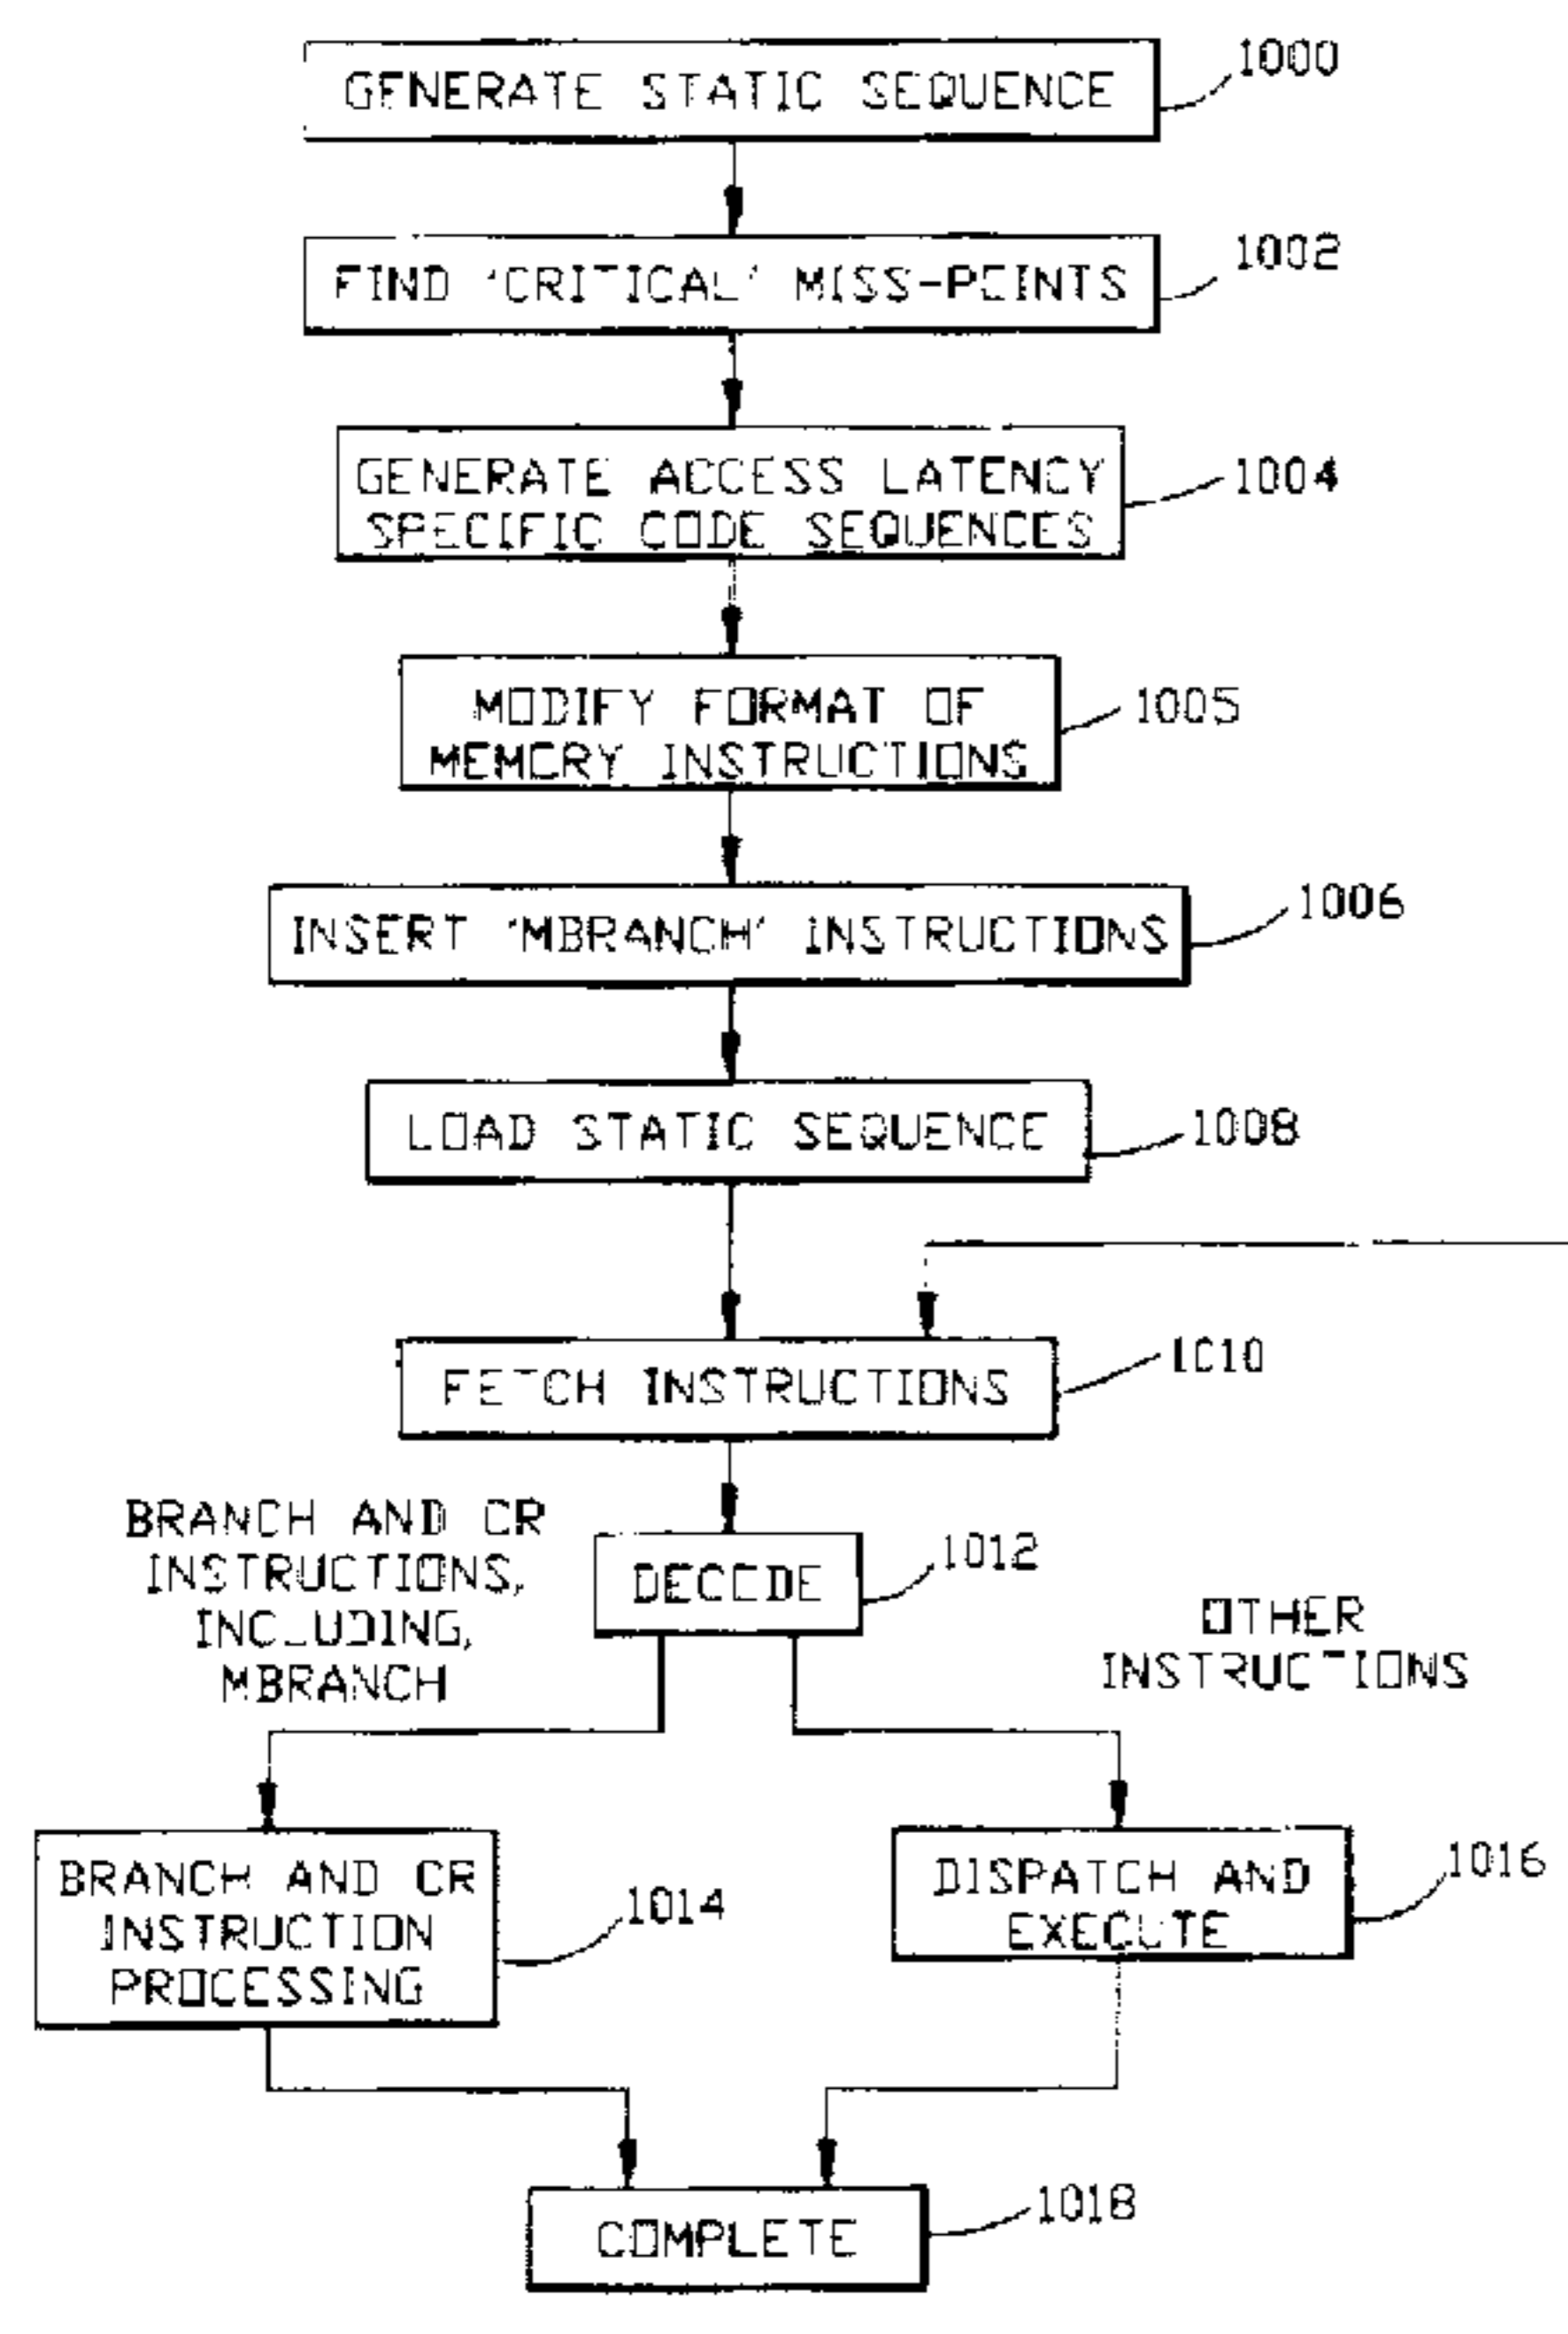 GENERATE STATIC SEQUENCE
1000
FIND 'CRITICAL' MISS-POINTS
1002
GENERATE ACCESS LATENCY
SPECIFIC CODE SEQUENCES
1004
MODIFY FORMAT OF
MEMORY INSTRUCTIONS
1005
INSERT 'MBRANCH' INSTRUCTIONS
1006
LOAD STATIC SEQUENCE
1008
FETCH INSTRUCTIONS
1010
BRANCH AND CR
INSTRUCTIONS,
INCLUDING,
MBRANCH
DECODE
1012
OTHER
INSTRUCTIONS
BRANCH AND CR
INSTRUCTION
PROCESSING
1014
DISPATCH AND
EXECUTE
1016
COMPLETE
1018